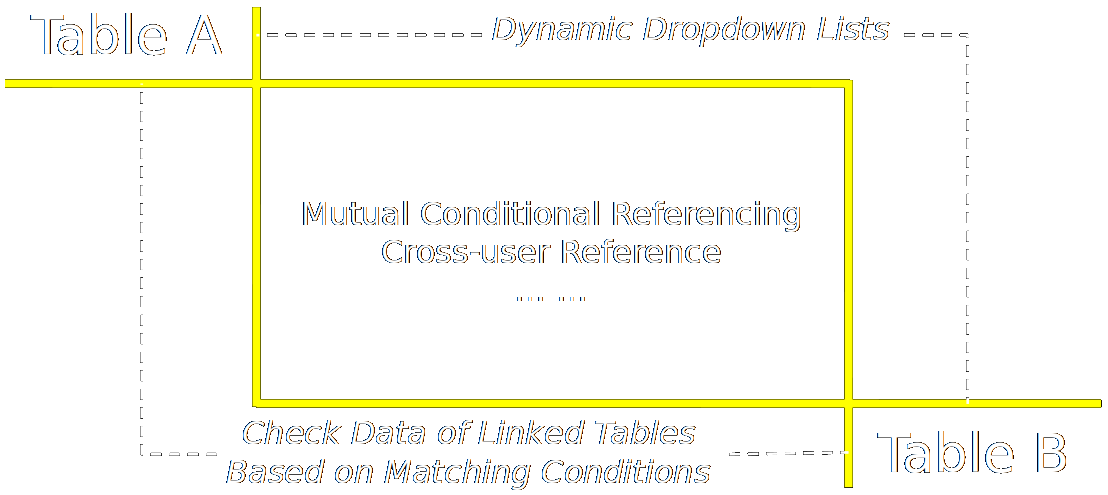 Table A
Dynamic Dropdown Lists
Mutual Conditional Referencing
Cross-user Reference
... ...
Check Data of Linked Tables
Based on Matching Conditions
Table B